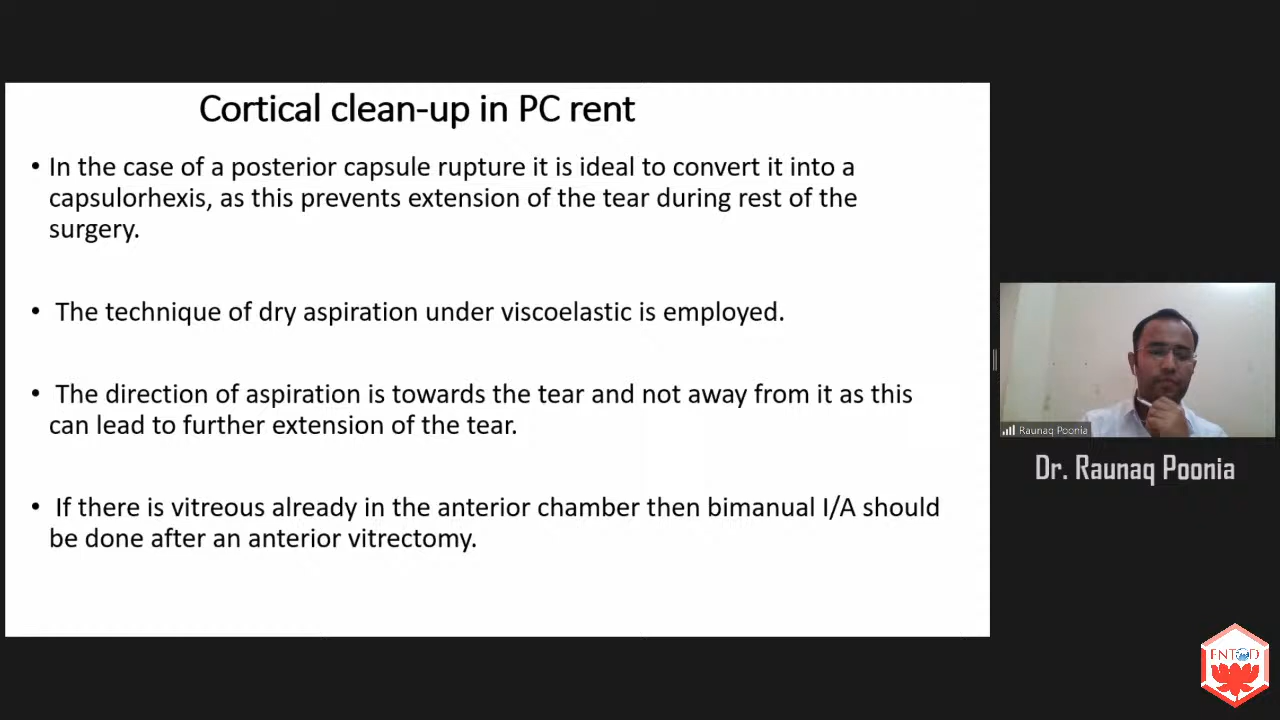 Cortical clean-up in PC rent
• In the case of a posterior capsule rupture it is ideal to convert it into a
capsulorhexis, as this prevents extension of the tear during rest of the
surgery.
• The technique of dry aspiration under viscoelastic is employed.
• The direction of aspiration is towards the tear and not away from it as this
can lead to further extension of the tear.
• If there is vitreous already in the anterior chamber then bimanual I/A should
be done after an anterior vitrectomy.
Raunaq Poonia
Dr. Raunaq Poonia
ENTOD